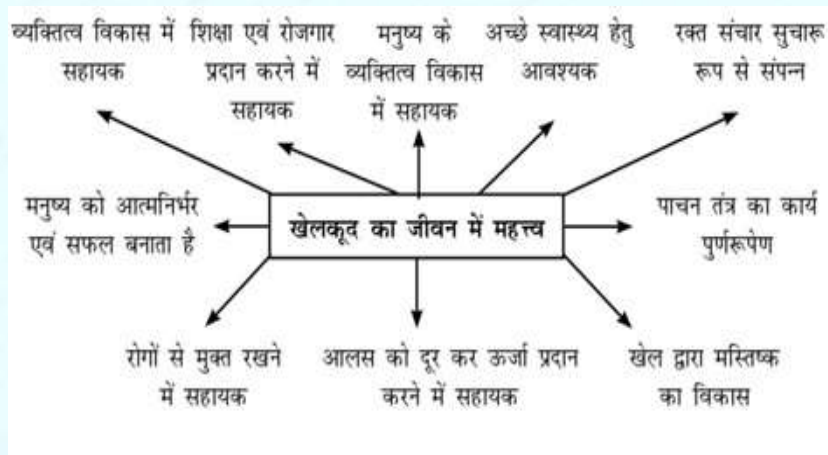 व्यक्तित्व विकास में
सहायक
शिक्षा एवं रोजगार
प्रदान करने में
सहायक
मनुष्य के
व्यक्तित्व विकास
में सहायक
अच्छे स्वास्थ्य हेतु
आवश्यक
रक्त संचार सुचारू
रूप से संपन्न
मनुष्य को आत्मनिर्भर
एवं सफल बनाता है
खेलकूद का जीवन में महत्त्व
पाचन तंत्र का कार्य
पुर्णरूपेण
रोगों से मुक्त रखने
में सहायक
आलस को दूर कर ऊर्जा प्रदान
करने में सहायक
खेल द्वारा मस्तिष्क
का विकास